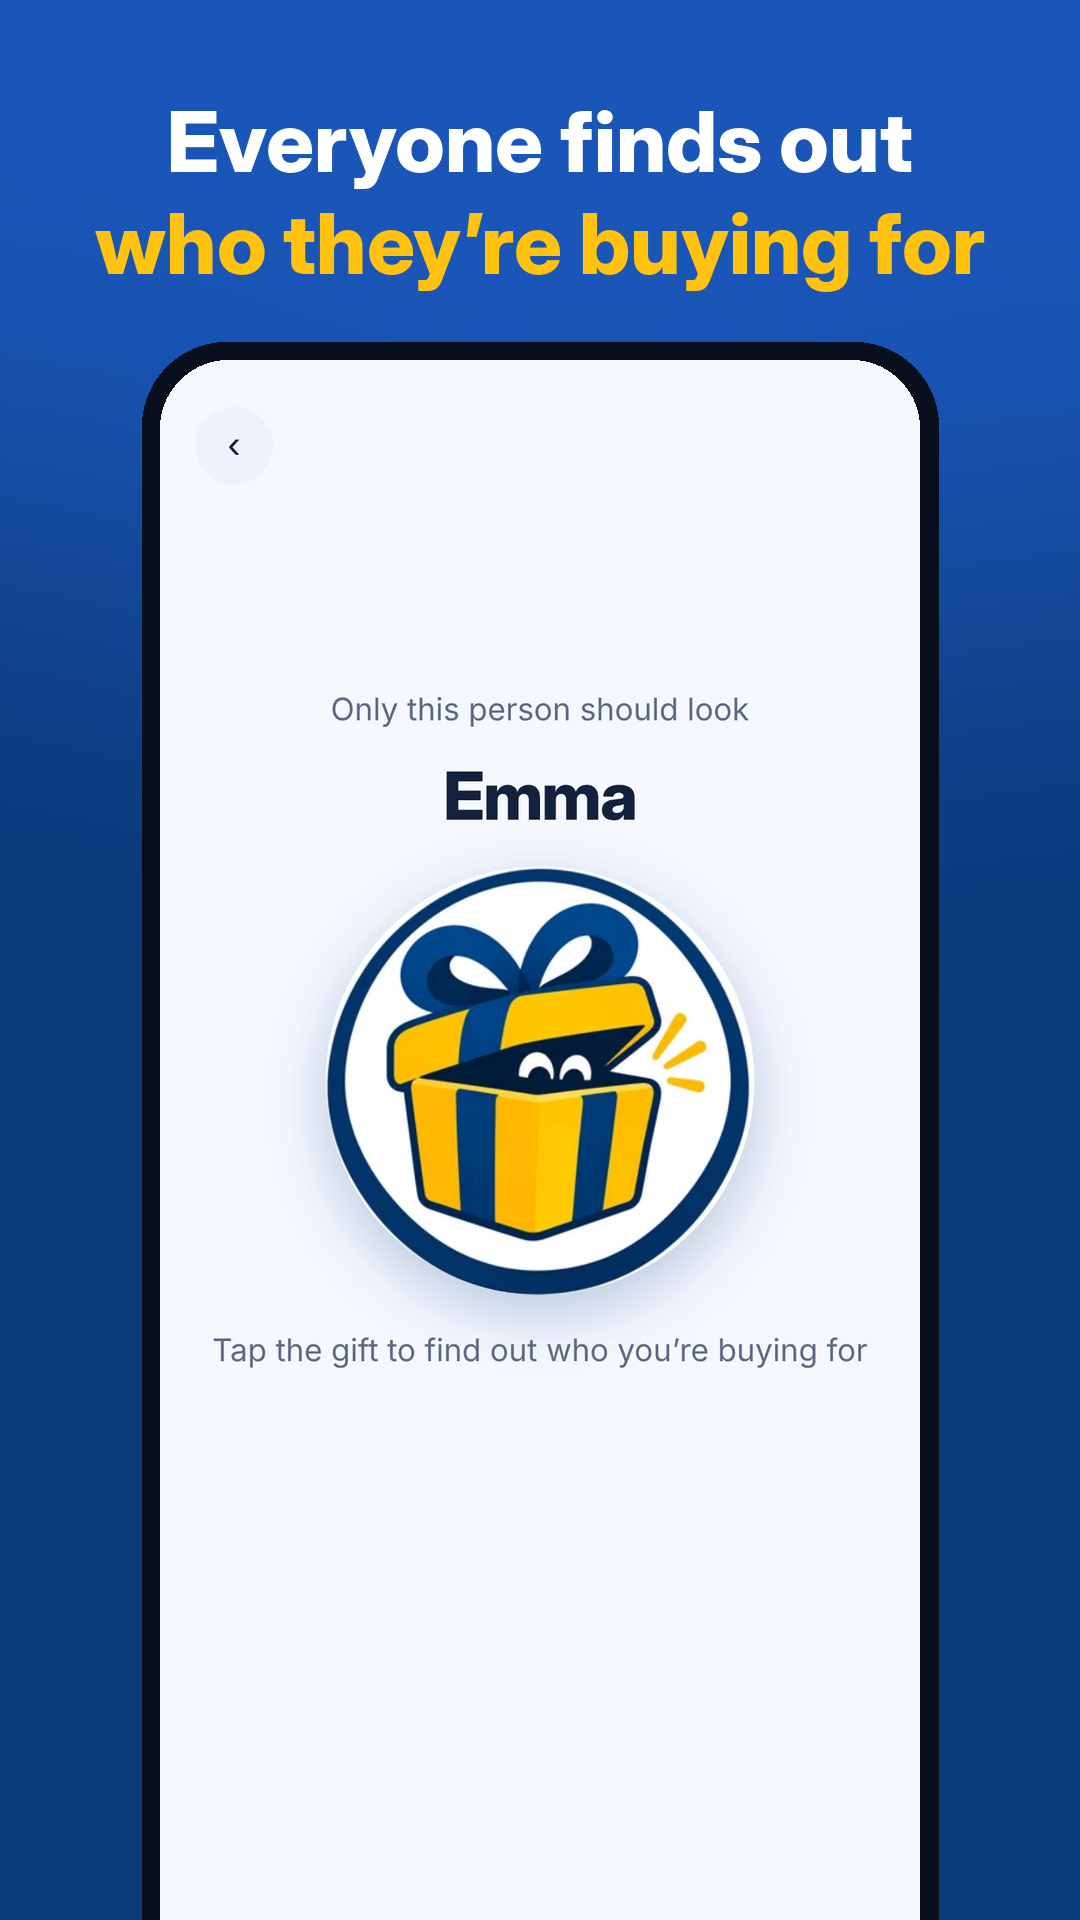 Everyone finds out
who they’re buying for
‹
Only this person should look
Emma
Tap the gift to find out who you’re buying for